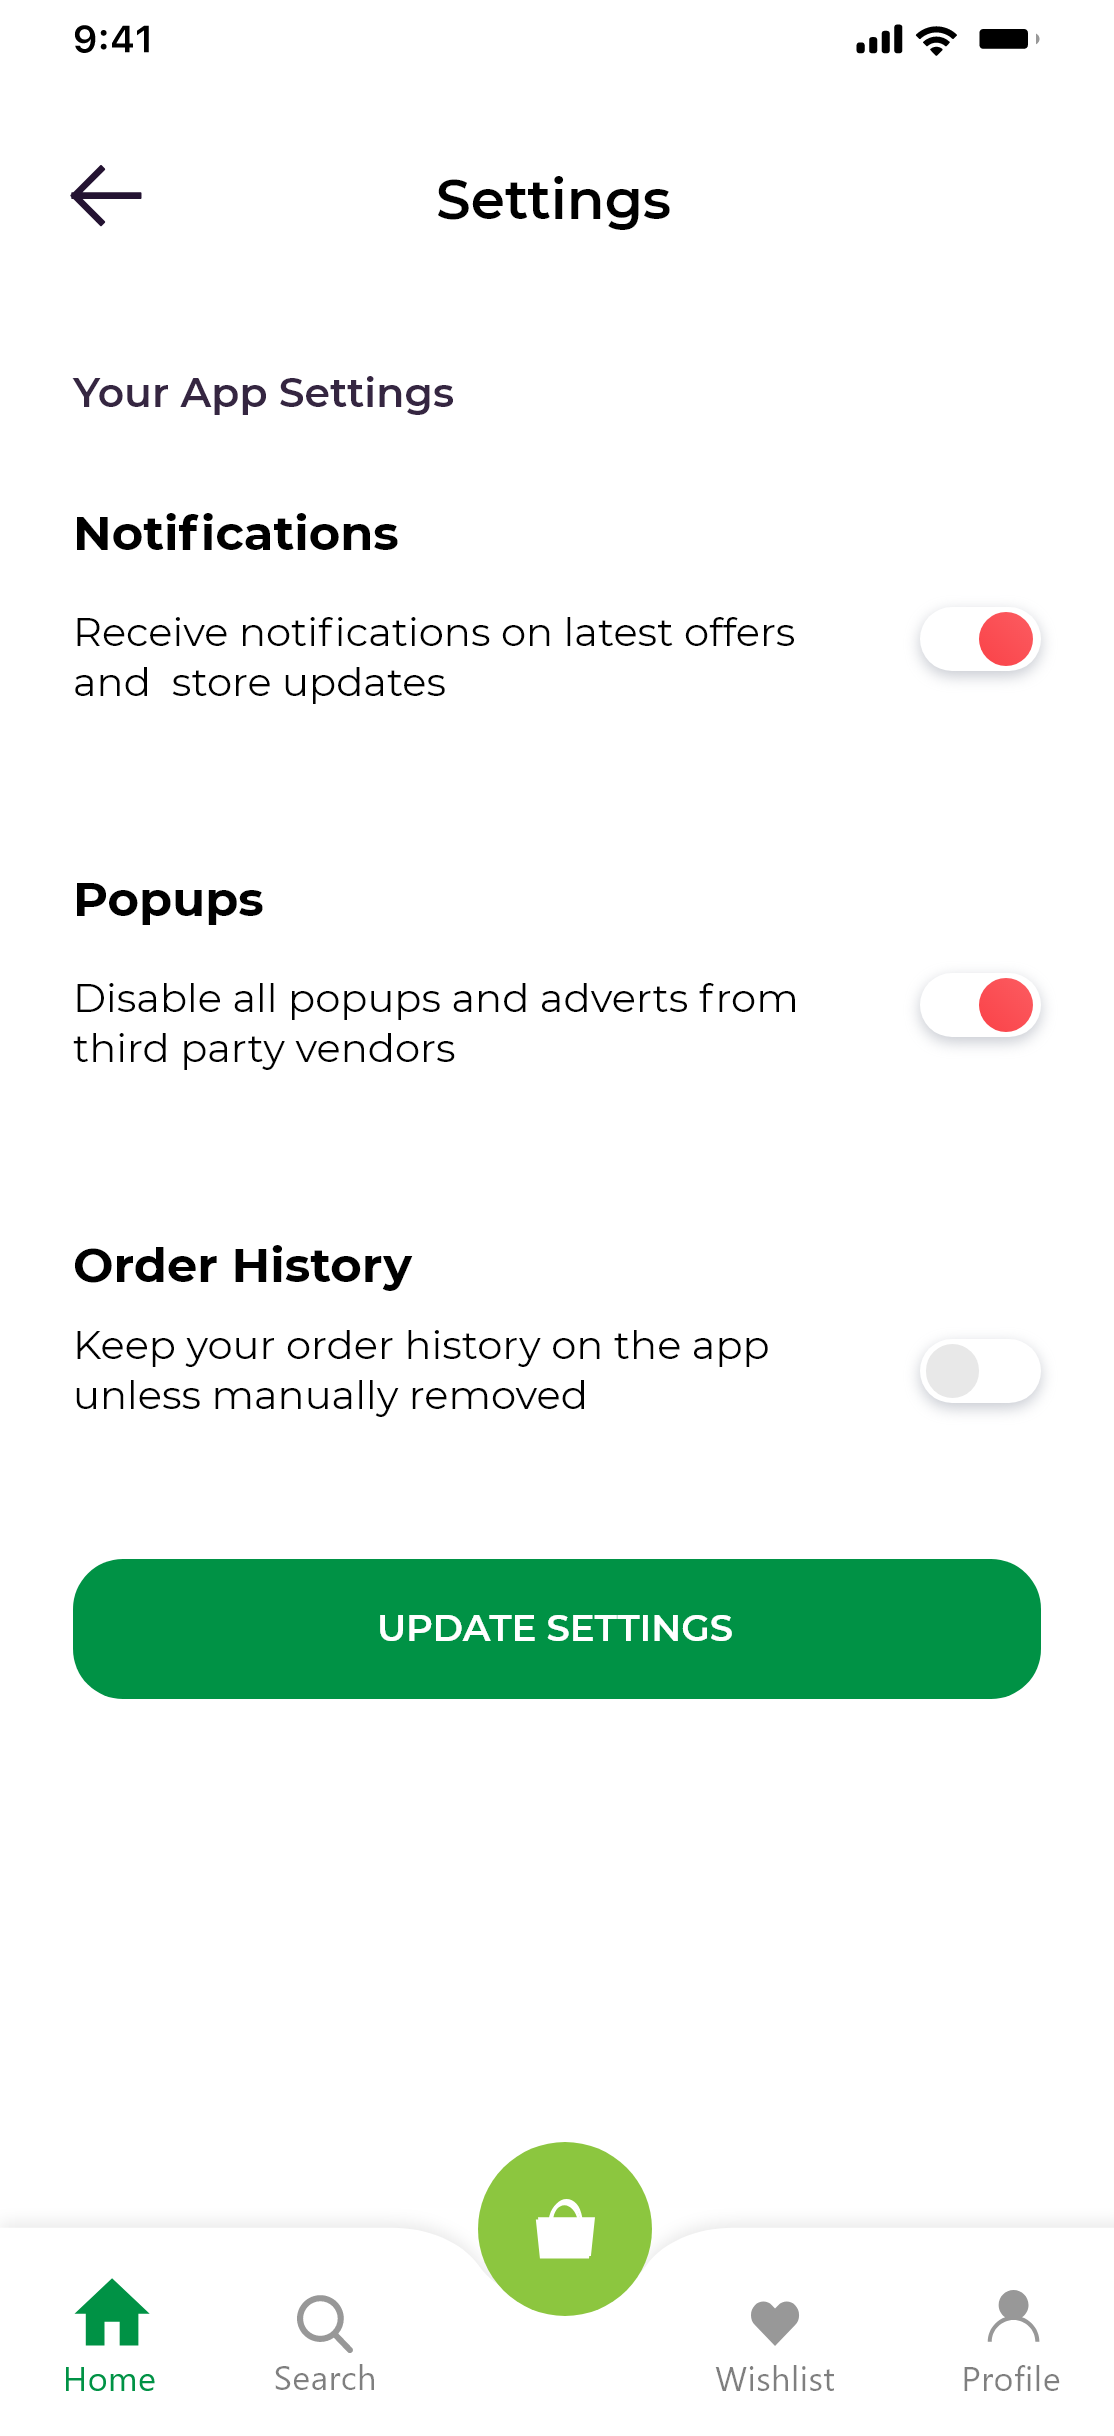 9:41
Settings
Your App Settings
Notifications
Receive notifications on latest offers
and  store updates
Popups
Disable all popups and adverts from
third party vendors
Order History
Keep your order history on the app
unless manually removed
UPDATE SETTINGS
Home
Search
Wishlist
Profile